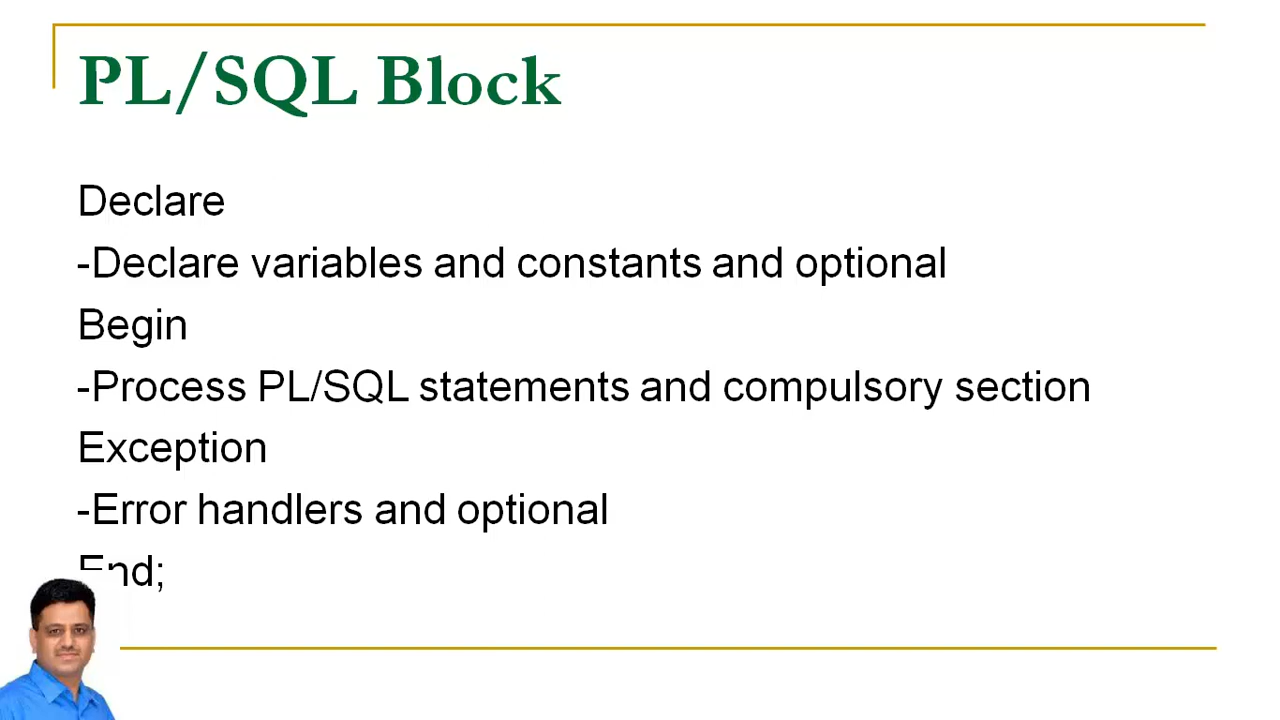 PL/SQL Block
Declare
-Declare variables and constants and optional
Begin
-Process PL/SQL statements and compulsory section
Exception
-Error handlers and optional
End;